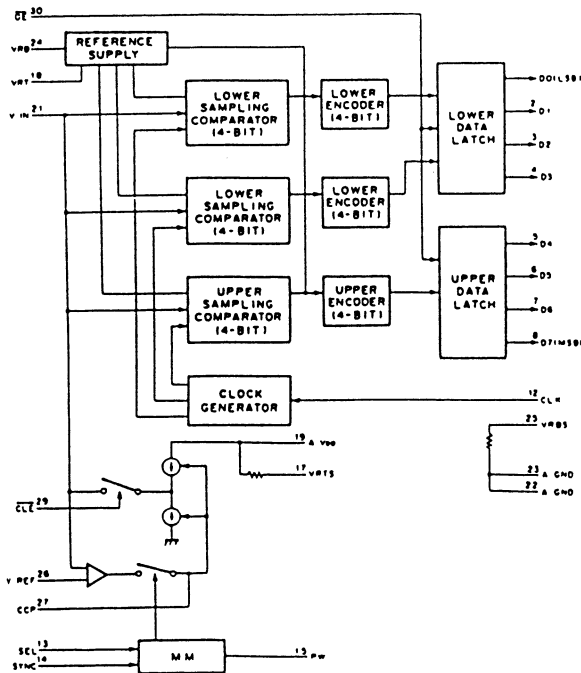 OE 30
VRB 24
REFERENCE
SUPPLY
VRT 18
V IN 21
LOWER
SAMPLING
COMPARATOR
(4-BIT)
LOWER
ENCODER
(4-BIT)
LOWER
DATA
LATCH
DO(LSB)
2 D1
3 D2
4 D3
LOWER
SAMPLING
COMPARATOR
(4-BIT)
LOWER
ENCODER
(4-BIT)
UPPER
SAMPLING
COMPARATOR
(4-BIT)
UPPER
ENCODER
(4-BIT)
UPPER
DATA
LATCH
5 D4
6 D5
7 D6
8 D7(MSB)
CLOCK
GENERATOR
12 CLK
25 VRBS
23 A GND
22 A GND
19 A VDD
17 VRTS
CLE 29
V REF 26
CCP 27
SEL 13
SYNC 14
MM
15 PW